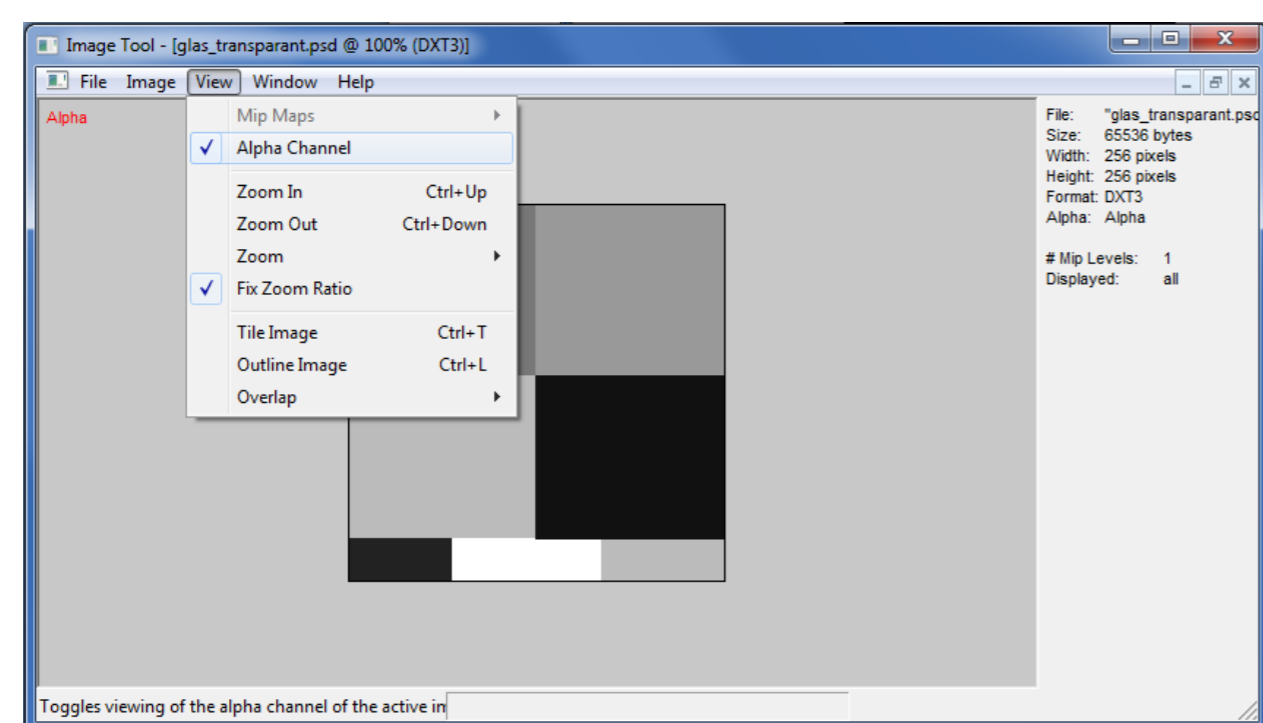 Image Tool - [glas_transparant.psd @ 100% (DXT3)]
File Image View Window Help
Alpha
Mip Maps
Alpha Channel
Zoom In Ctrl+Up
Zoom Out Ctrl+Down
Zoom
Fix Zoom Ratio
Tile Image Ctrl+T
Outline Image Ctrl+L
Overlap
File: "glas_transparant.psd
Size: 65536 bytes
Width: 256 pixels
Height: 256 pixels
Format: DXT3
Alpha: Alpha
# Mip Levels: 1
Displayed: all
Toggles viewing of the alpha channel of the active im